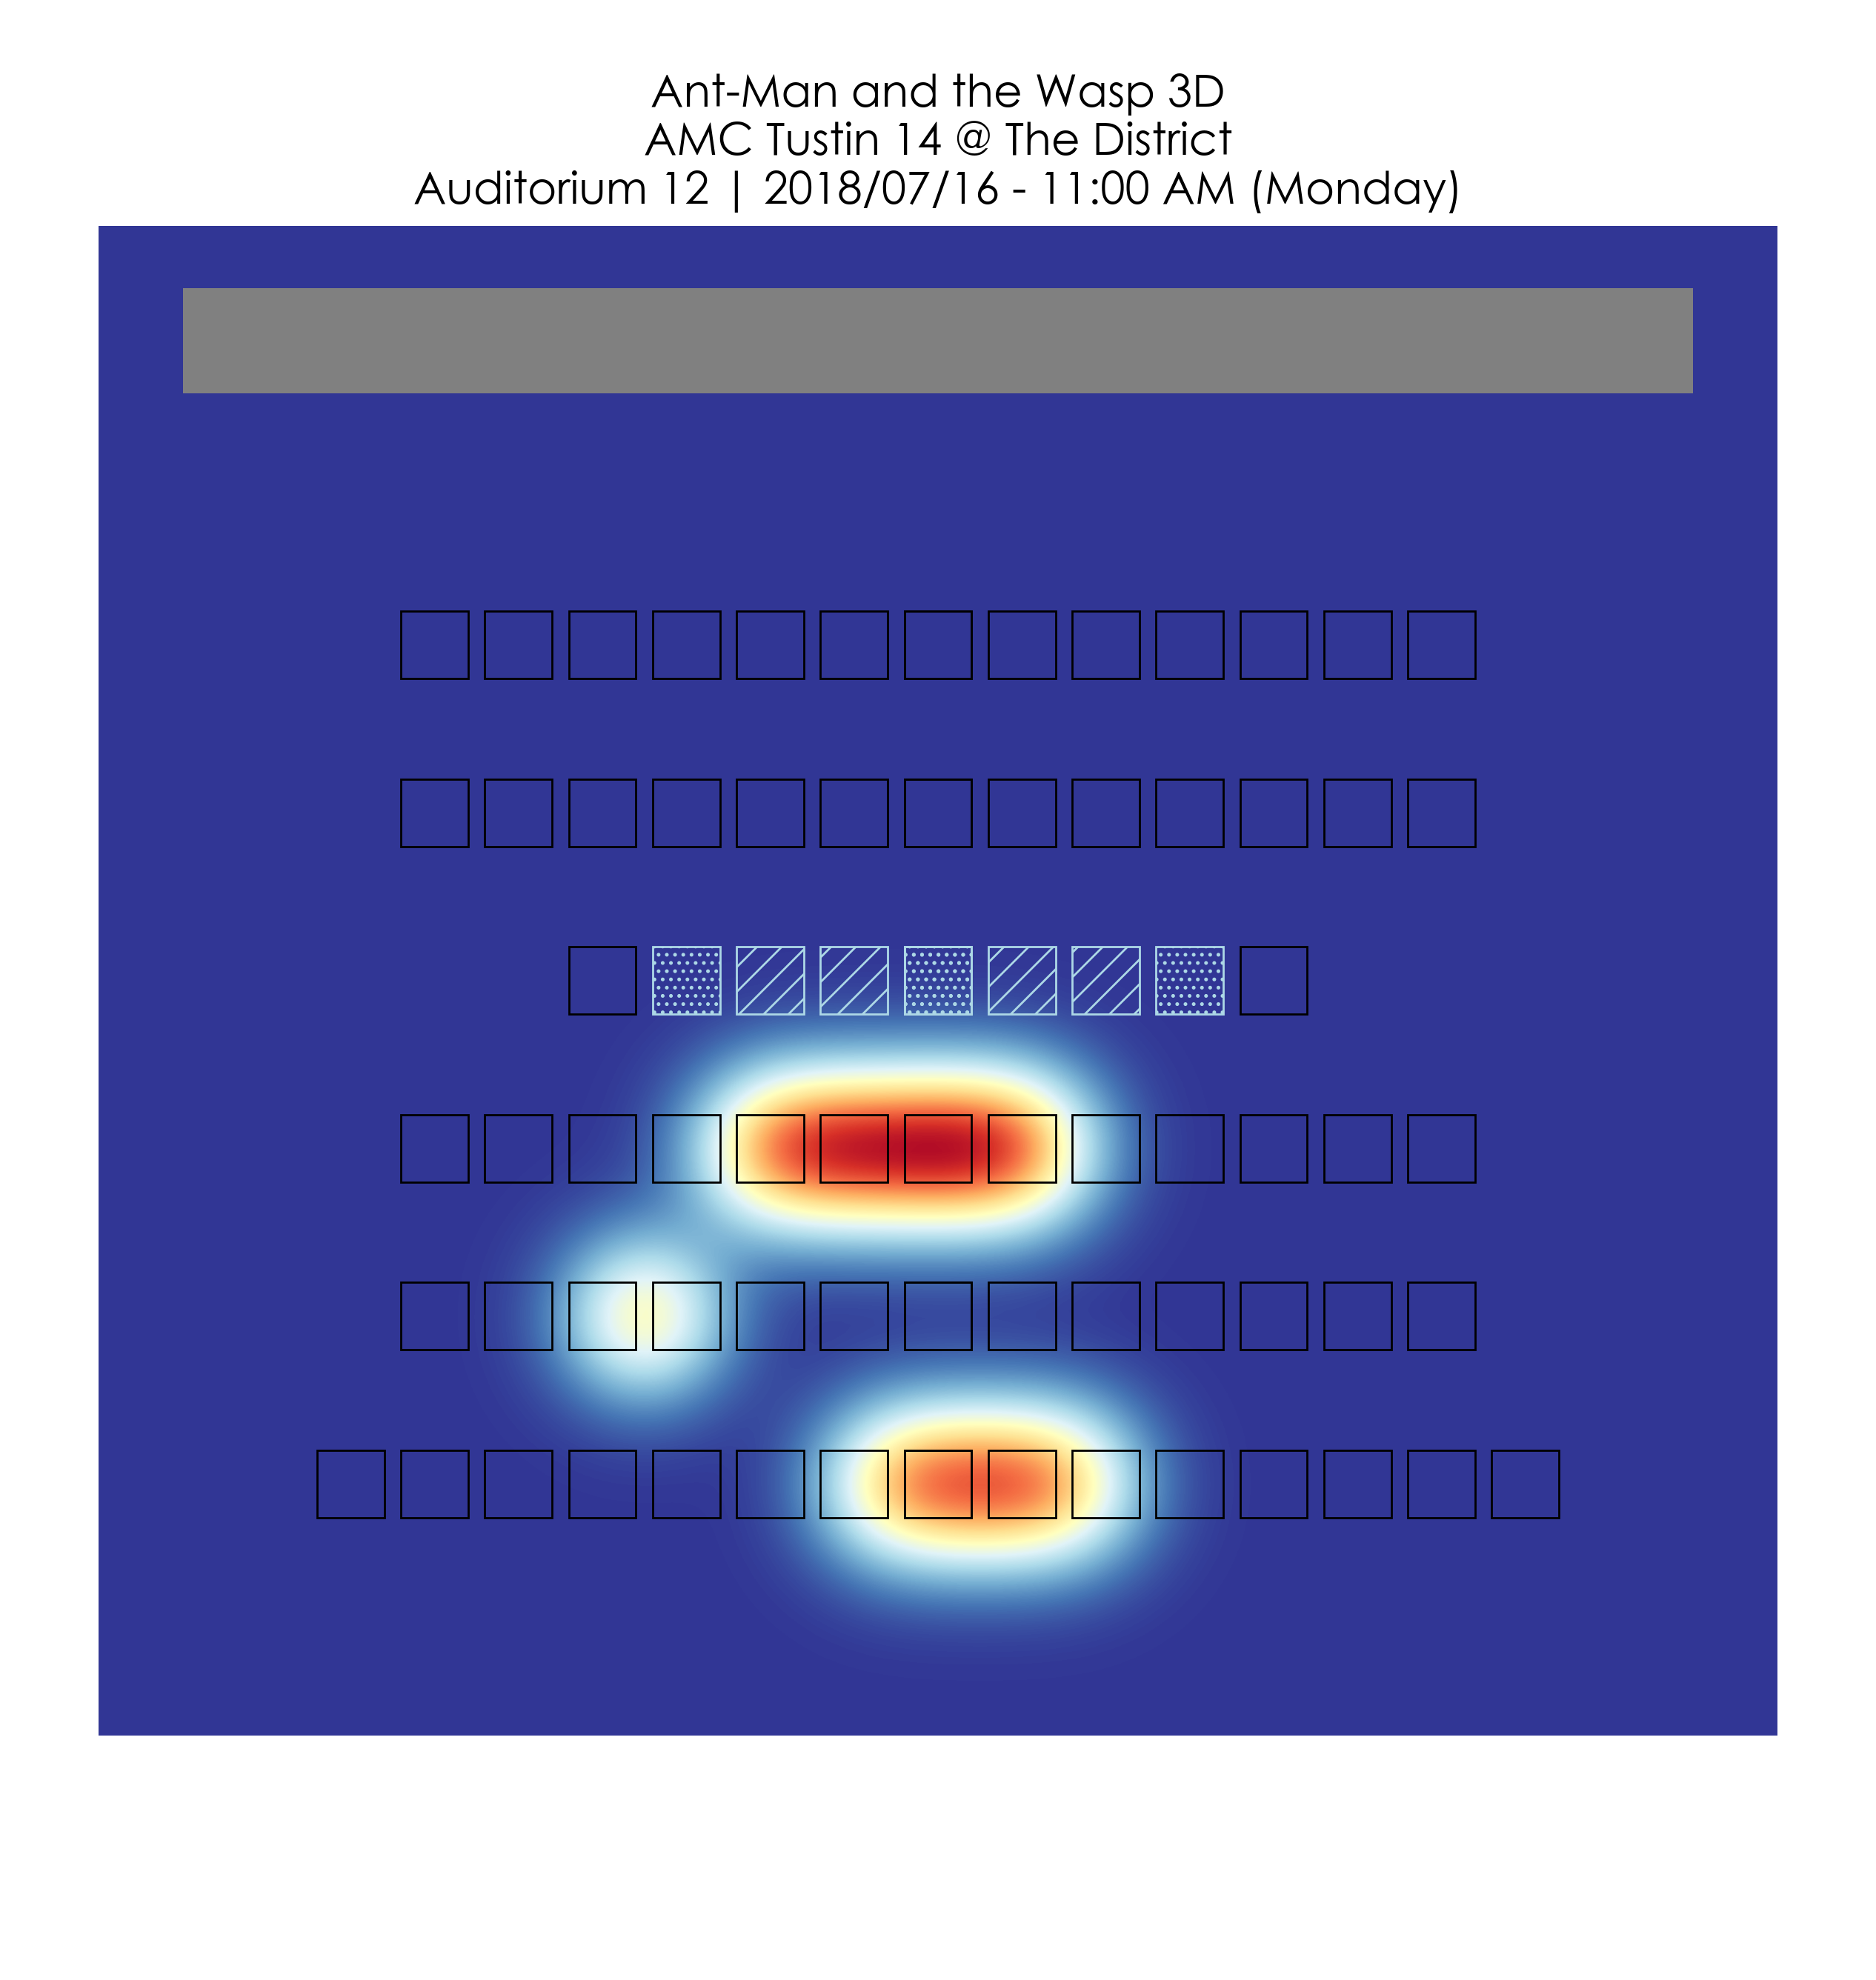 Ant-Man and the Wasp 3D
AMC Tustin 14 @ The District
Auditorium 12 | 2018/07/16 - 11:00 AM (Monday)